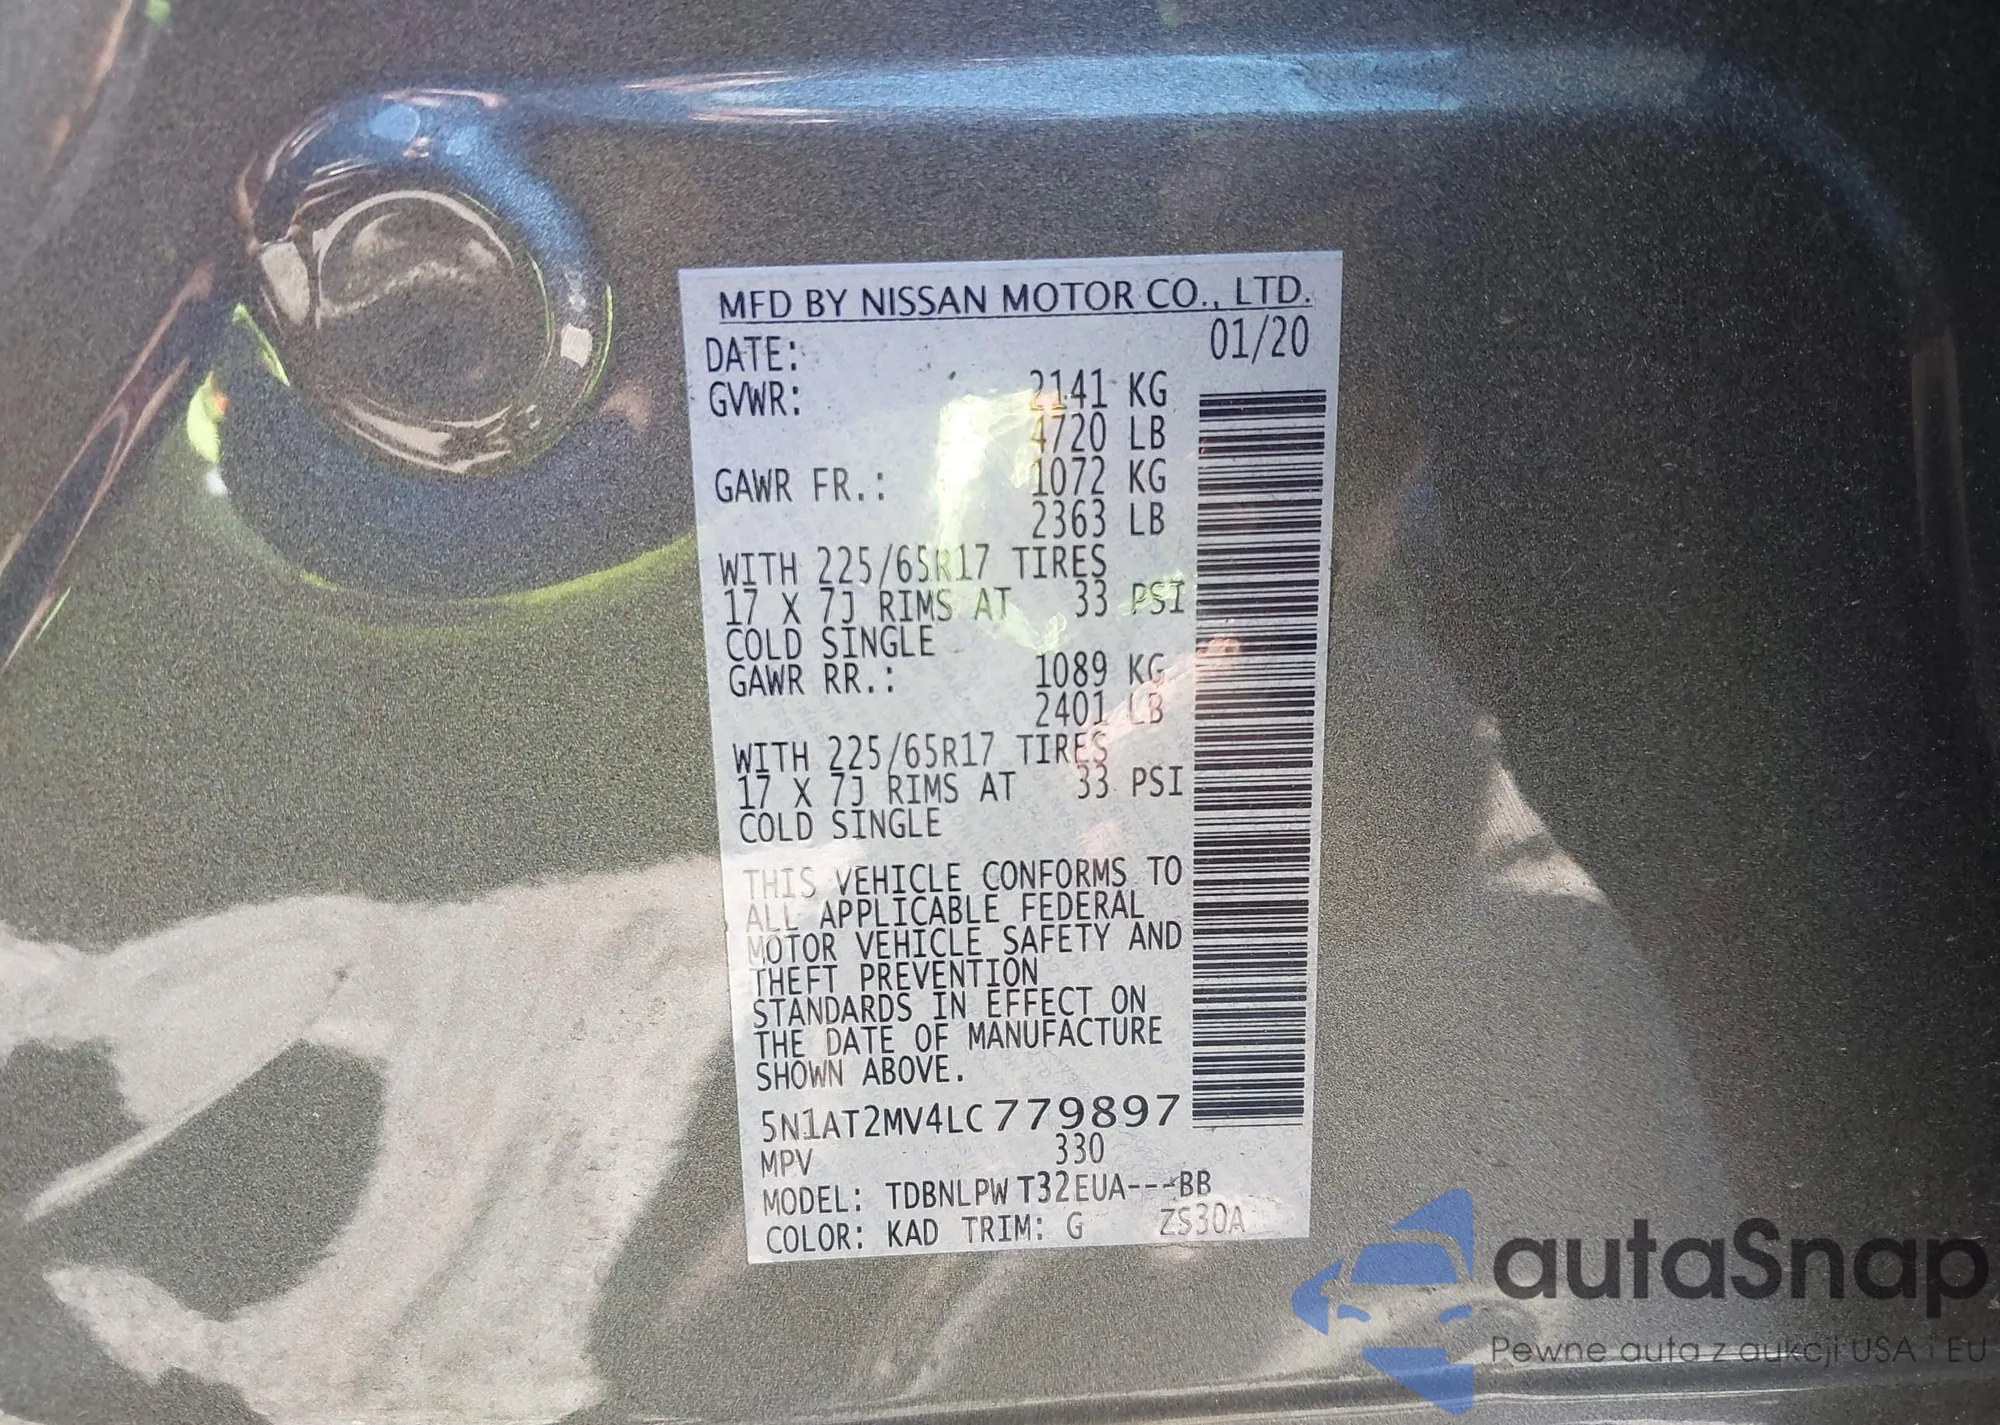 MFD BY NISSAN MOTOR CO., LTD.
DATE: 01/20
GVWR: 2141 KG
4720 LB
GAWR FR.: 1072 KG
2363 LB
WITH 225/65R17 TIRES
17 X 7J RIMS AT 33 PSI
COLD SINGLE
GAWR RR.: 1089 KG
2401 LB
WITH 225/65R17 TIRES
17 X 7J RIMS AT 33 PSI
COLD SINGLE
THIS VEHICLE CONFORMS TO
ALL APPLICABLE FEDERAL
MOTOR VEHICLE SAFETY AND
THEFT PREVENTION
STANDARDS IN EFFECT ON
THE DATE OF MANUFACTURE
SHOWN ABOVE.
5N1AT2MV4LC779897
MPV 330
MODEL: TDBNLPW T32EUA---BB
COLOR: KAD TRIM: G ZS30A
autaSnap
Pewne auta z aukcji USA i EU